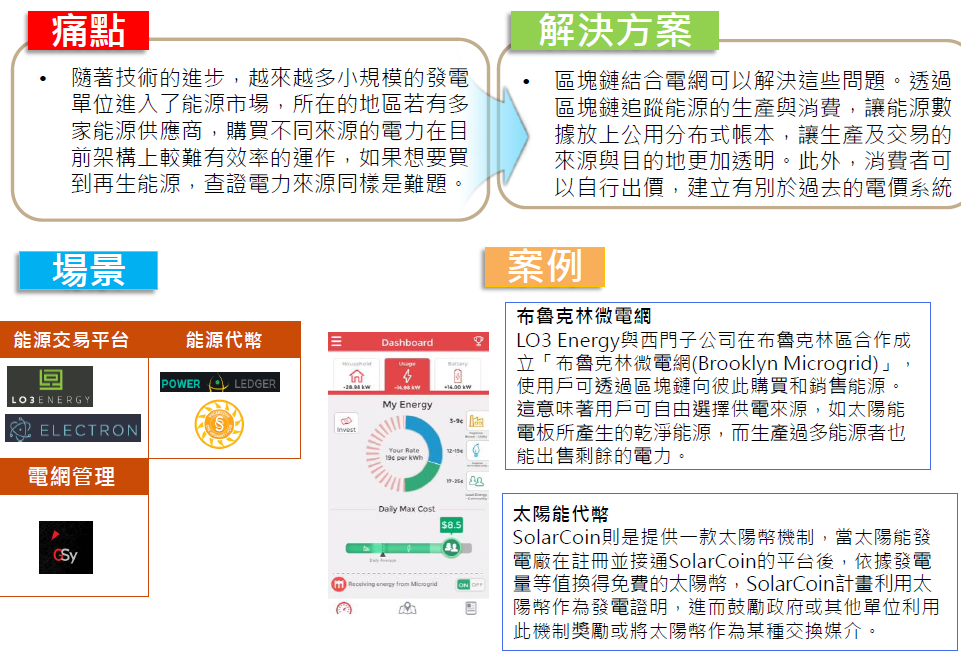 痛點
• 隨著技術的進步，越來越多小規模的發電
單位進入了能源市場，所在的地區若有多
家能源供應商，購買不同來源的電力在目
前架構上較難有效率的運作，如果想要買
到再生能源，查證電力來源同樣是難題。
解決方案
• 區塊鏈結合電網可以解決這些問題。透過
區塊鏈追蹤能源的生產與消費，讓能源數
據放上公用分布式帳本，讓生產及交易的
來源與目的地更加透明。此外，消費者可
以自行出價，建立有別於過去的電價系統
場景
能源交易平台
能源代幣
LO3ENERGY
POWER LEDGER
ELECTRON
電網管理
GSy
Dashboard
Household
Usage
Battery
-28.98 kW
-14.98 kW
+14.00 kW
My Energy
Invest
Your Rate
19¢ per kWh
3-9¢
12-15¢
19-25¢
Daily Max Cost
$8.5
Daily Average
Receiving energy from Microgrid
ON OFF
案例
布魯克林微電網
LO3 Energy與西門子公司在布魯克林區合作成
立「布魯克林微電網(Brooklyn Microgrid)」，
使用戶可透過區塊鏈向彼此購買和銷售能源。
這意味著用戶可自由選擇供電來源，如太陽能
電板所產生的乾淨能源，而生產過多能源者也
能出售剩餘的電力。
太陽能代幣
SolarCoin則是提供一款太陽幣機制，當太陽能發
電廠在註冊並接通SolarCoin的平台後，依據發電
量等值換得免費的太陽幣，SolarCoin計畫利用太
陽幣作為發電證明，進而鼓勵政府或其他單位利用
此機制獎勵或將太陽幣作為某種交換媒介。